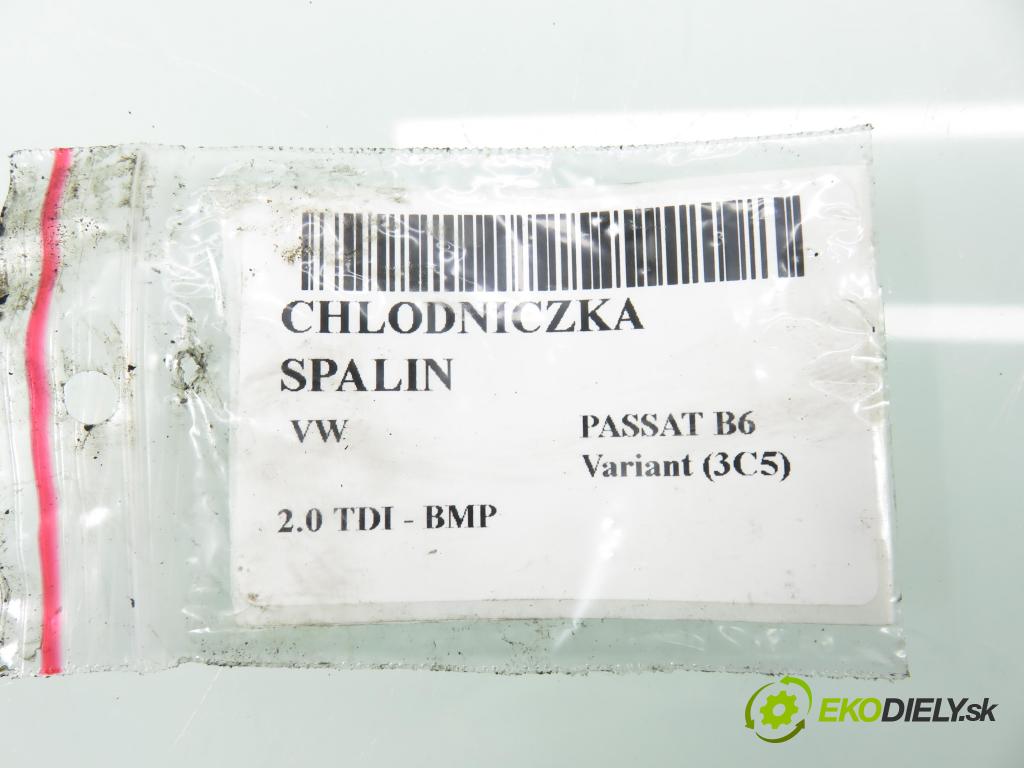 CHLODNICZKA
SPALIN
VW PASSAT B6
Variant (3C5)
2.0 TDI - BMP
EKODIELY.sk